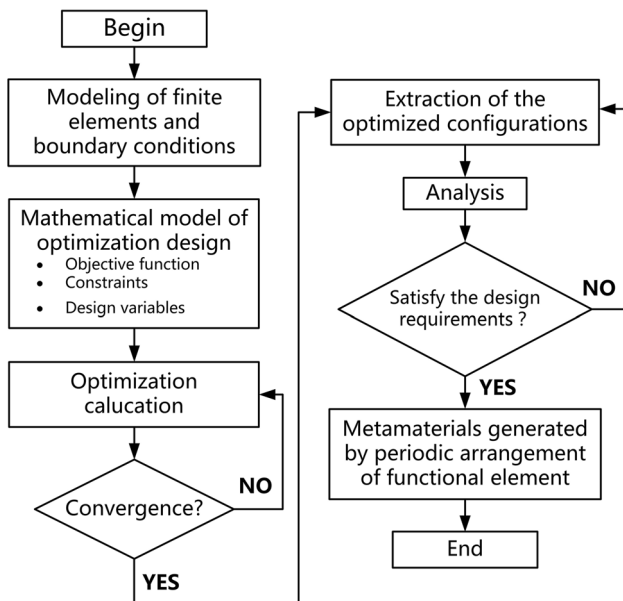 Begin
Modeling of finite
elements and
boundary conditions
Mathematical model of
optimization design
• Objective function
• Constraints
• Design variables
Optimization
calucation
NO
Convergence?
YES
Extraction of the
optimized configurations
Analysis
Satisfy the design
requirements ?
NO
YES
Metamaterials generated
by periodic arrangement
of functional element
End